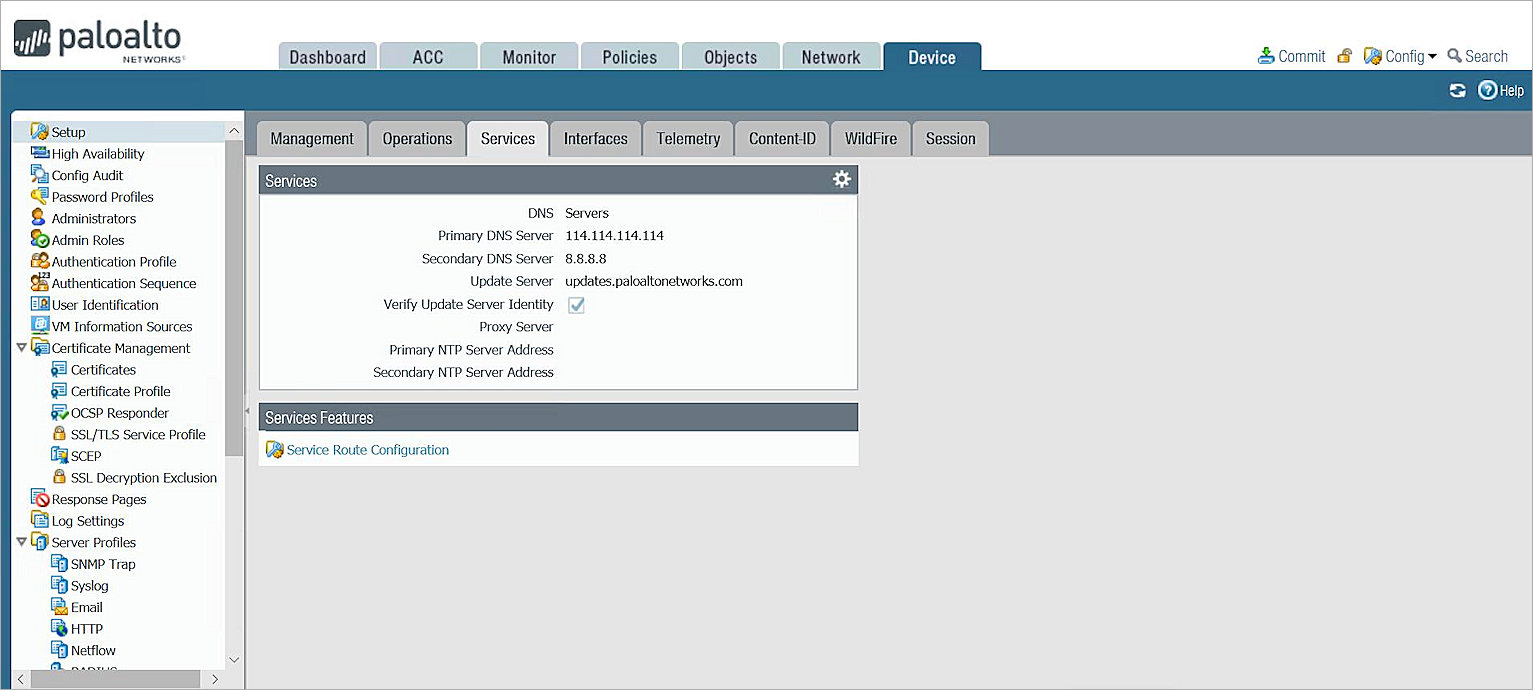 paloalto
NETWORKS
Dashboard ACC Monitor Policies Objects Network Device
Commit Config Search
Help
Setup
High Availability
Config Audit
Password Profiles
Administrators
Admin Roles
Authentication Profile
Authentication Sequence
User Identification
VM Information Sources
Certificate Management
Certificates
Certificate Profile
OCSP Responder
SSL/TLS Service Profile
SCEP
SSL Decryption Exclusion
Response Pages
Log Settings
Server Profiles
SNMP Trap
Syslog
Email
HTTP
Netflow
Management Operations Services Interfaces Telemetry Content-ID WildFire Session
Services
DNS Servers
Primary DNS Server 114.114.114.114
Secondary DNS Server 8.8.8.8
Update Server updates.paloaltonetworks.com
Verify Update Server Identity
Proxy Server
Primary NTP Server Address
Secondary NTP Server Address
Services Features
Service Route Configuration